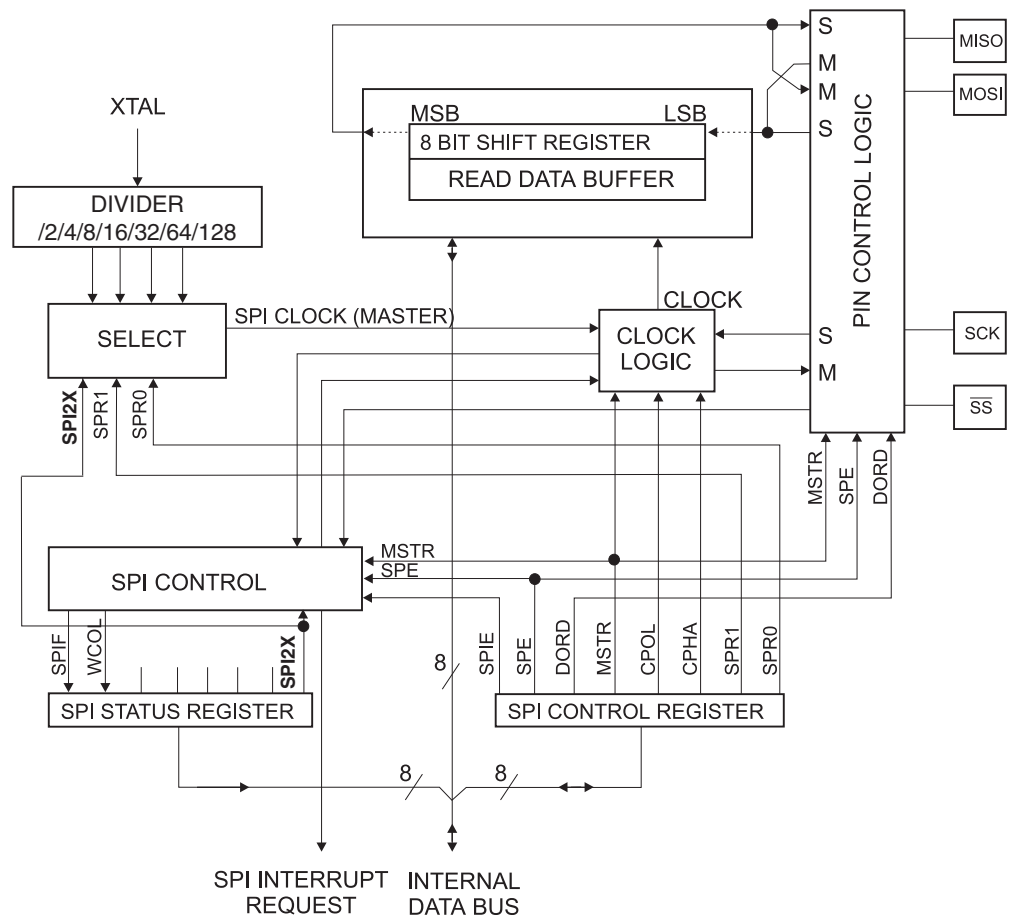 S
MISO
M
XTAL
M
MOSI
MSB
LSB
S
8 BIT SHIFT REGISTER
READ DATA BUFFER
DIVIDER
/2/4/8/16/32/64/128
PIN CONTROL LOGIC
CLOCK
SPI CLOCK (MASTER)
SELECT
CLOCK
LOGIC
S
SCK
M
SPI2X
SPR1
SPR0
SS
MSTR
SPE
DORD
SPI CONTROL
MSTR
SPE
SPIF
WCOL
SPI2X
8
SPIE
SPE
DORD
MSTR
CPOL
CPHA
SPR1
SPR0
SPI STATUS REGISTER
SPI CONTROL REGISTER
8
8
SPI INTERRUPT
REQUEST
INTERNAL
DATA BUS